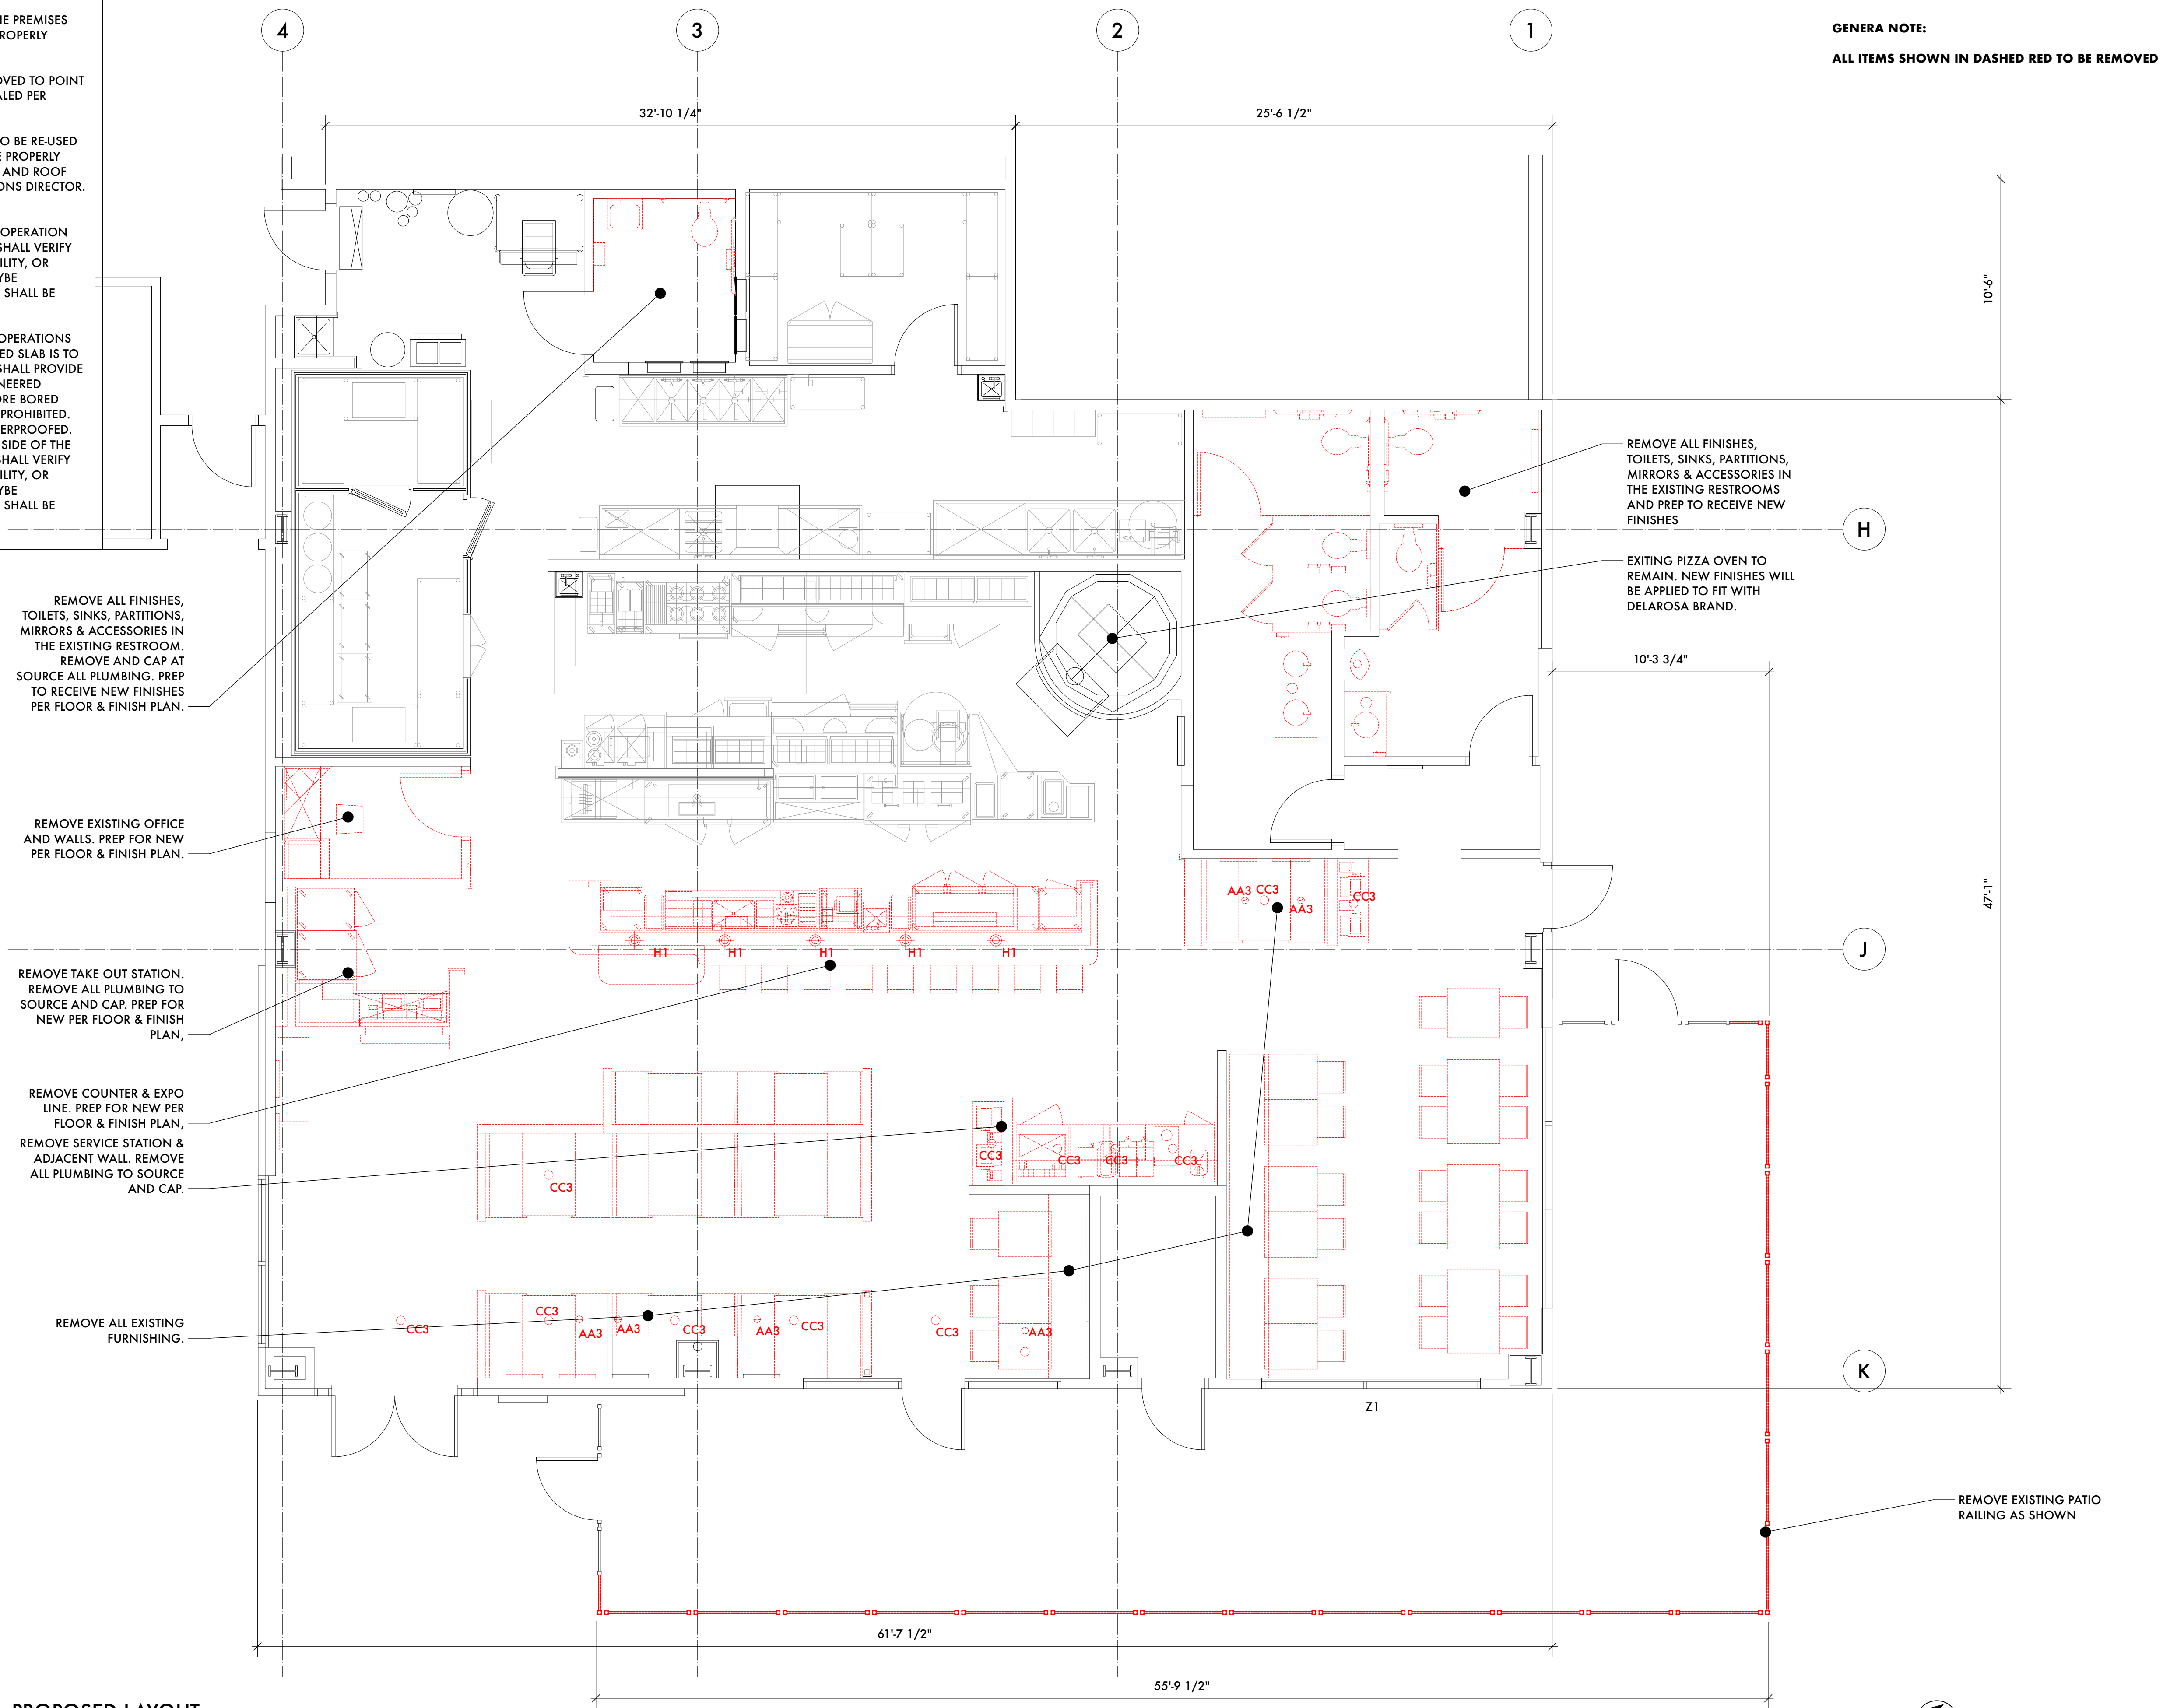 HE PREMISES
ROPERLY
OVED TO POINT
ALED PER
O BE RE-USED
E PROPERLY
AND ROOF
ONS DIRECTOR.
OPERATION
SHALL VERIFY
ILITY, OR
YBE
SHALL BE
OPERATIONS
ED SLAB IS TO
SHALL PROVIDE
NEERED
ORE BORED
PROHIBITED.
ERPROOFED.
SIDE OF THE
SHALL VERIFY
ILITY, OR
YBE
SHALL BE
4
3
2
1
GENERA NOTE:
ALL ITEMS SHOWN IN DASHED RED TO BE REMOVED
32'-10 1/4"
25'-6 1/2"
10'-6"
REMOVE ALL FINISHES,
TOILETS, SINKS, PARTITIONS,
MIRRORS & ACCESSORIES IN
THE EXISTING RESTROOMS
AND PREP TO RECEIVE NEW
FINISHES
H
EXITING PIZZA OVEN TO
REMAIN. NEW FINISHES WILL
BE APPLIED TO FIT WITH
DELAROSA BRAND.
10'-3 3/4"
REMOVE ALL FINISHES,
TOILETS, SINKS, PARTITIONS,
MIRRORS & ACCESSORIES IN
THE EXISTING RESTROOM.
REMOVE AND CAP AT
SOURCE ALL PLUMBING. PREP
TO RECEIVE NEW FINISHES
PER FLOOR & FINISH PLAN.
REMOVE EXISTING OFFICE
AND WALLS. PREP FOR NEW
PER FLOOR & FINISH PLAN.
AA3 CC3
AA3
CC3
47'-1"
H1
H1
H1
H1
H1
J
REMOVE TAKE OUT STATION.
REMOVE ALL PLUMBING TO
SOURCE AND CAP. PREP FOR
NEW PER FLOOR & FINISH
PLAN,
REMOVE COUNTER & EXPO
LINE. PREP FOR NEW PER
FLOOR & FINISH PLAN,
REMOVE SERVICE STATION &
ADJACENT WALL. REMOVE
ALL PLUMBING TO SOURCE
AND CAP.
CC3
CC3
CC3
CC3
CC3
REMOVE ALL EXISTING
FURNISHING.
CC3
CC3
AA3
AA3
CC3
AA3
CC3
CC3
AA3
K
Z1
REMOVE EXISTING PATIO
RAILING AS SHOWN
61'-7 1/2"
55'-9 1/2"
PROPOSED LAYOUT